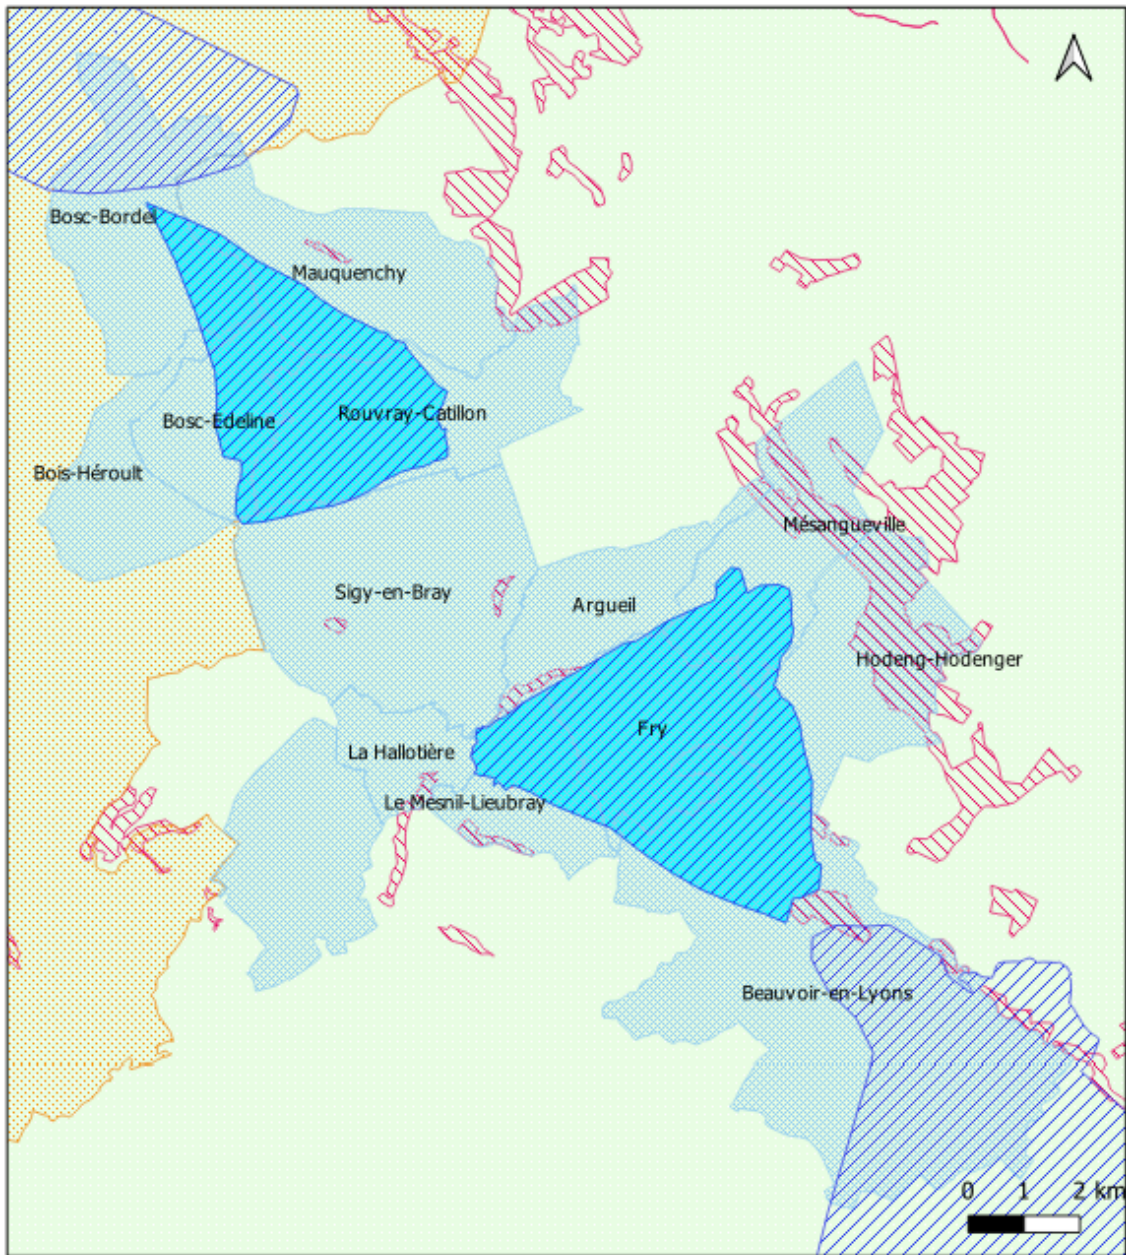 Bosc-Bordel
Mauquenchy
Bosc-Edeline
Rouvray-Catillon
Bois-Héroult
Mésangueville
Sigy-en-Bray
Argueil
Hodeng-Hodenger
Fry
La Hallotière
Le Mesnil-Lieubray
Beauvoir-en-Lyons
0 1 2 km